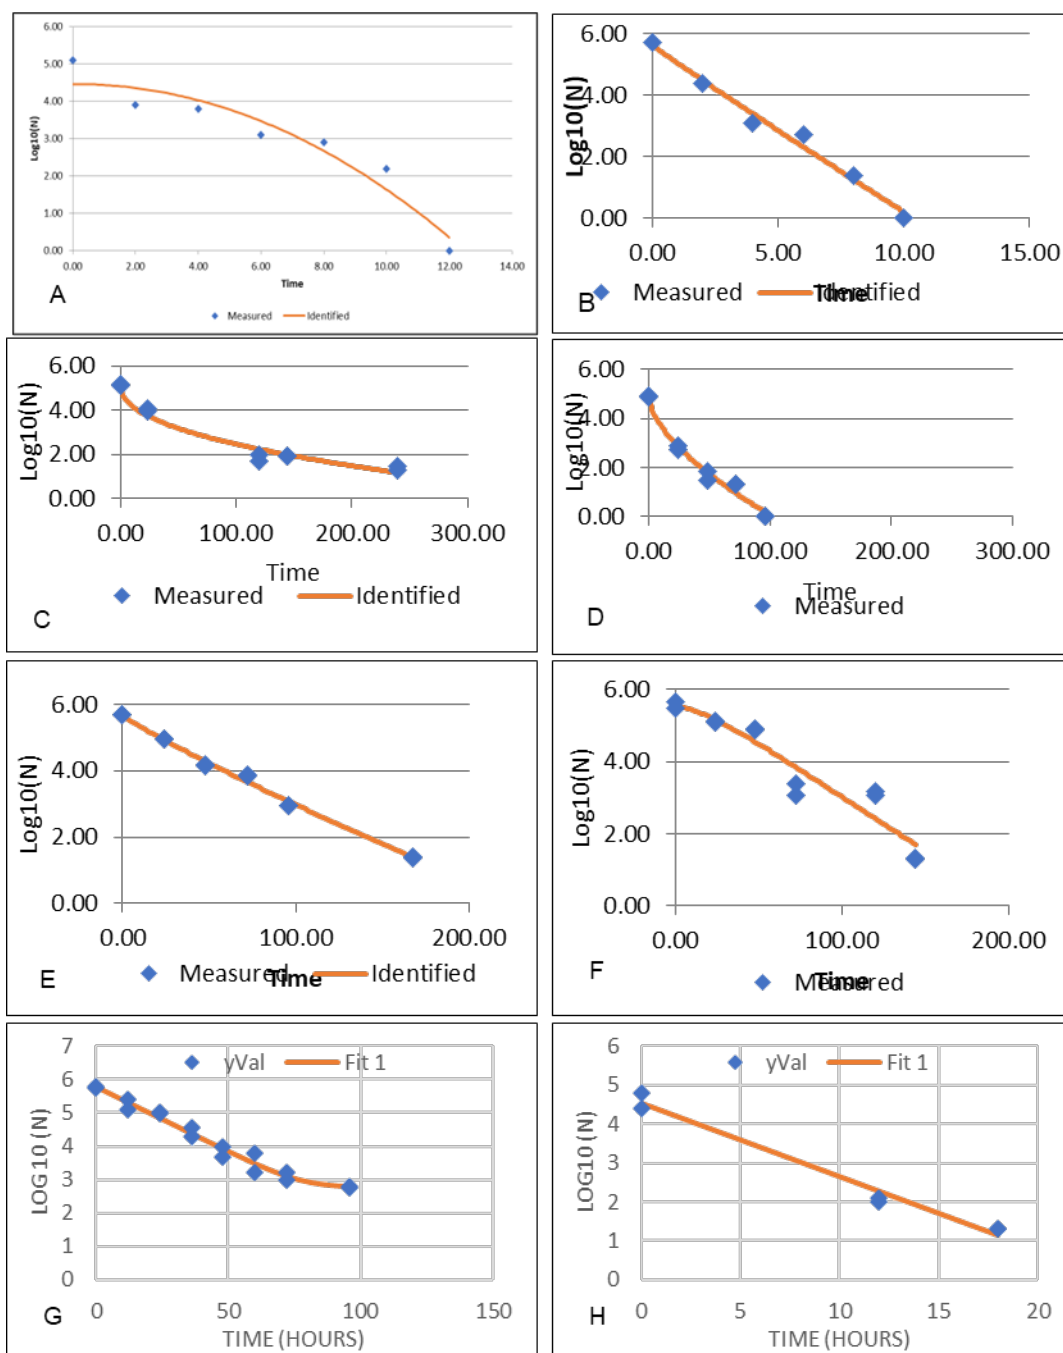 6.00
5.00
4.00
3.00
2.00
1.00
0.00
Log10(N)
0.00 2.00 4.00 6.00 8.00 10.00 12.00 14.00
Time
A
Measured Identified
6.00
4.00
2.00
0.00
Log10(N)
0.00 5.00 10.00 15.00
Time
B
Measured Identified
6.00
4.00
2.00
0.00
Log10(N)
0.00 100.00 200.00 300.00
Time
Measured Identified
C
6.00
4.00
2.00
0.00
Log10(N)
0.00 100.00 200.00 300.00
Time
Measured
D
6.00
4.00
2.00
0.00
Log10(N)
0.00 100.00 200.00
Time
E
Measured Identified
6.00
4.00
2.00
0.00
Log10(N)
0.00 100.00 200.00
Time
F
Measured
7
6
5
4
3
2
1
0
LOG 10 (N)
yVal Fit 1
0 50 100 150
G
TIME (HOURS)
6
5
4
3
2
1
0
LOG10 (N)
yVal Fit 1
0 5 10 15 20
H
TIME (HOURS)